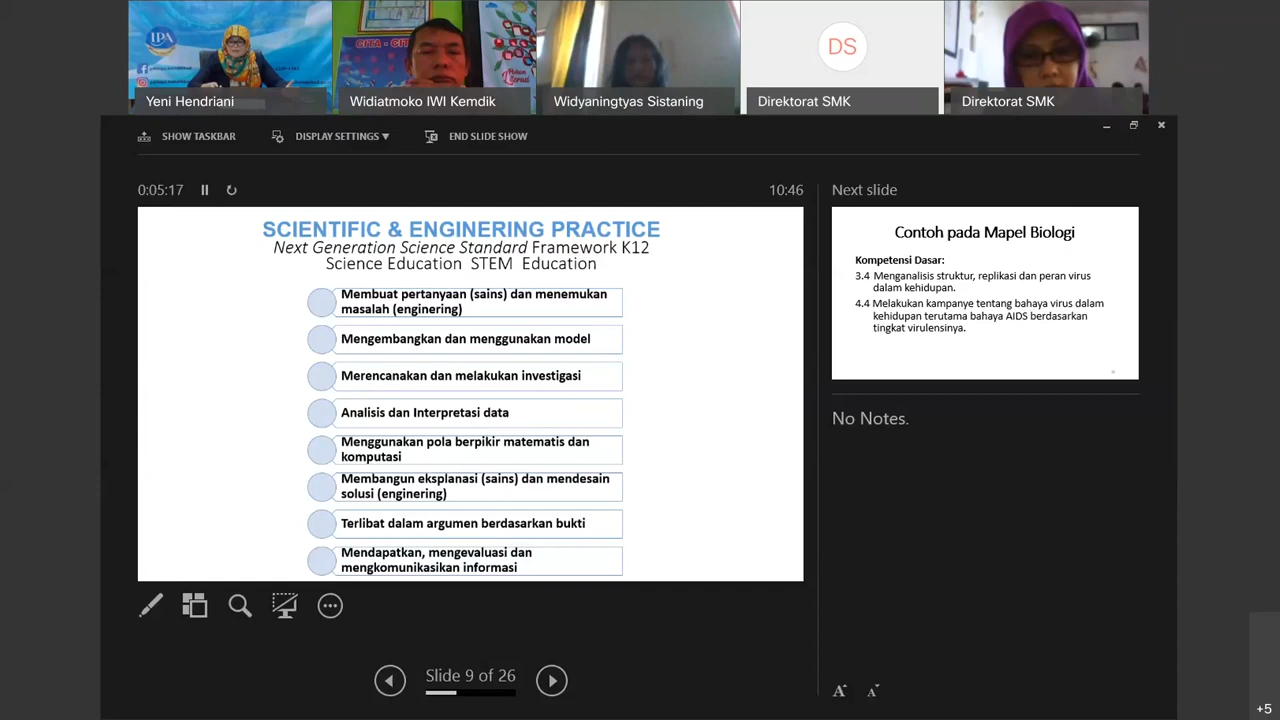 IPA
CITA - CIT
Yeni Hendriani
Widiatmoko IWI Kemdik
Widyaningtyas Sistaning
DS
Direktorat SMK
Direktorat SMK
SHOW TASKBAR
DISPLAY SETTINGS
END SLIDE SHOW
0:05:17
10:46
Next slide
SCIENTIFIC & ENGINERING PRACTICE
Next Generation Science Standard Framework K12
Science Education STEM Education
Membuat pertanyaan (sains) dan menemukan
masalah (enginering)
Mengembangkan dan menggunakan model
Merencanakan dan melakukan investigasi
Analisis dan Interpretasi data
Menggunakan pola berpikir matematis dan
komputasi
Membangun eksplanasi (sains) dan mendesain
solusi (enginering)
Terlibat dalam argumen berdasarkan bukti
Mendapatkan, mengevaluasi dan
mengkomunikasikan informasi
Contoh pada Mapel Biologi
Kompetensi Dasar:
3.4 Menganalisis struktur, replikasi dan peran virus
dalam kehidupan.
4.4 Melakukan kampanye tentang bahaya virus dalam
kehidupan terutama bahaya AIDS berdasarkan
tingkat virulensinya.
No Notes.
Slide 9 of 26
A A
+5